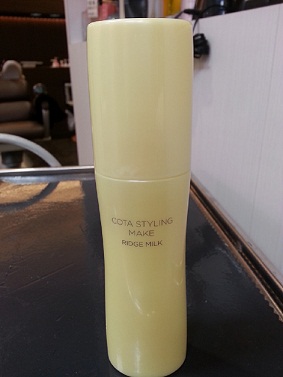 COTA STYLING
MAKE
RIDGE MILK